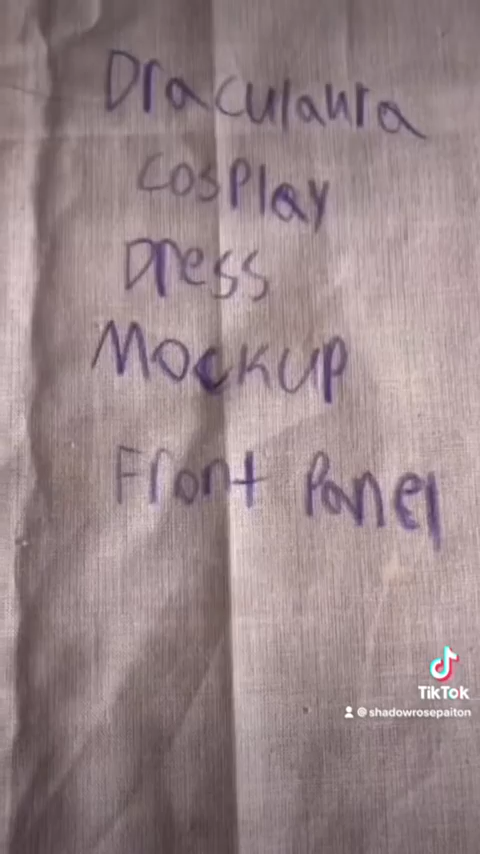 Draculaura
Cosplay
Dress
Mockup
Front Panel
TikTok
@shadowrosepaiton